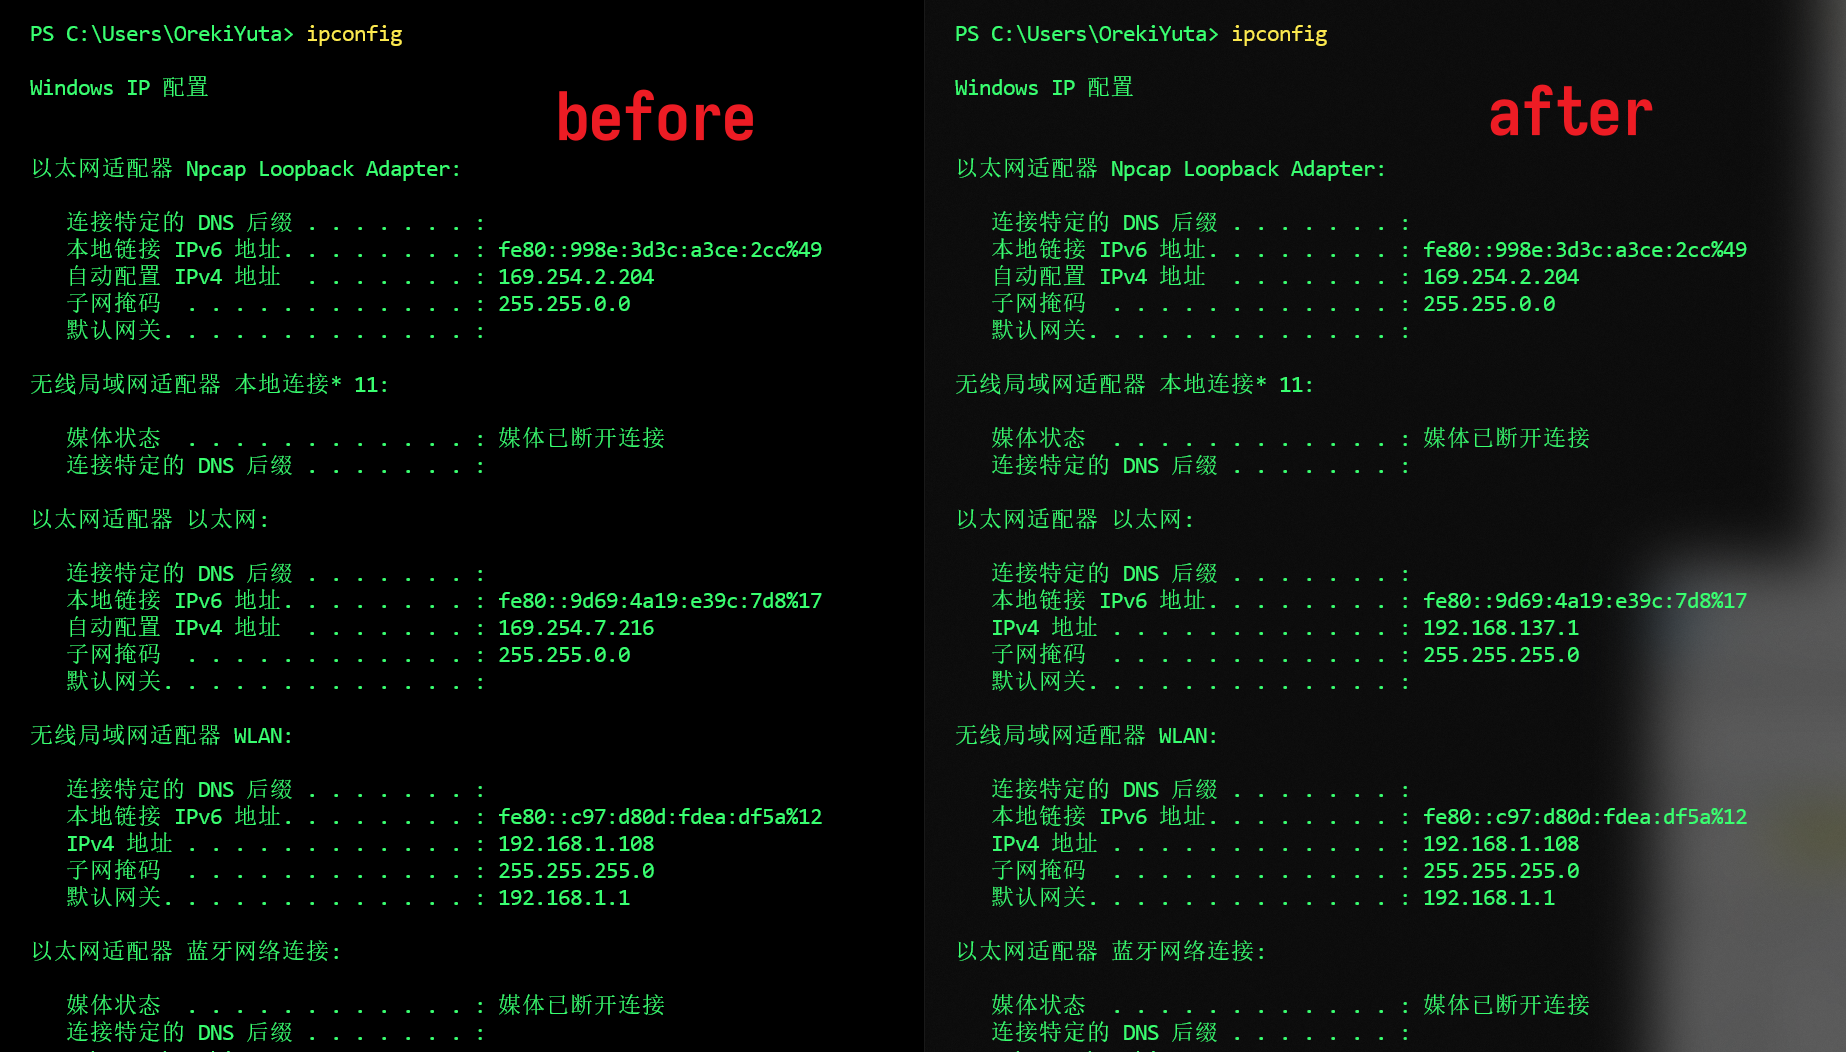 PS C:\Users\OrekiYuta> ipconfig
Windows IP 配置
before
以太网适配器 Npcap Loopback Adapter:
连接特定的 DNS 后缀 . . . . . . . :
本地链接 IPv6 地址. . . . . . . . : fe80::998e:3d3c:a3ce:2cc%49
自动配置 IPv4 地址  . . . . . . . : 169.254.2.204
子网掩码  . . . . . . . . . . . . : 255.255.0.0
默认网关. . . . . . . . . . . . . :
无线局域网适配器 本地连接* 11:
媒体状态  . . . . . . . . . . . . : 媒体已断开连接
连接特定的 DNS 后缀 . . . . . . . :
以太网适配器 以太网:
连接特定的 DNS 后缀 . . . . . . . :
本地链接 IPv6 地址. . . . . . . . : fe80::9d69:4a19:e39c:7d8%17
自动配置 IPv4 地址  . . . . . . . : 169.254.7.216
子网掩码  . . . . . . . . . . . . : 255.255.0.0
默认网关. . . . . . . . . . . . . :
无线局域网适配器 WLAN:
连接特定的 DNS 后缀 . . . . . . . :
本地链接 IPv6 地址. . . . . . . . : fe80::c97:d80d:fdea:df5a%12
IPv4 地址 . . . . . . . . . . . . : 192.168.1.108
子网掩码  . . . . . . . . . . . . : 255.255.255.0
默认网关. . . . . . . . . . . . . : 192.168.1.1
以太网适配器 蓝牙网络连接:
媒体状态  . . . . . . . . . . . . : 媒体已断开连接
连接特定的 DNS 后缀 . . . . . . . :
PS C:\Users\OrekiYuta> ipconfig
Windows IP 配置
after
以太网适配器 Npcap Loopback Adapter:
连接特定的 DNS 后缀 . . . . . . . :
本地链接 IPv6 地址. . . . . . . . : fe80::998e:3d3c:a3ce:2cc%49
自动配置 IPv4 地址  . . . . . . . : 169.254.2.204
子网掩码  . . . . . . . . . . . . : 255.255.0.0
默认网关. . . . . . . . . . . . . :
无线局域网适配器 本地连接* 11:
媒体状态  . . . . . . . . . . . . : 媒体已断开连接
连接特定的 DNS 后缀 . . . . . . . :
以太网适配器 以太网:
连接特定的 DNS 后缀 . . . . . . . :
本地链接 IPv6 地址. . . . . . . . : fe80::9d69:4a19:e39c:7d8%17
IPv4 地址 . . . . . . . . . . . . : 192.168.137.1
子网掩码  . . . . . . . . . . . . : 255.255.255.0
默认网关. . . . . . . . . . . . . :
无线局域网适配器 WLAN:
连接特定的 DNS 后缀 . . . . . . . :
本地链接 IPv6 地址. . . . . . . . : fe80::c97:d80d:fdea:df5a%12
IPv4 地址 . . . . . . . . . . . . : 192.168.1.108
子网掩码  . . . . . . . . . . . . : 255.255.255.0
默认网关. . . . . . . . . . . . . : 192.168.1.1
以太网适配器 蓝牙网络连接:
媒体状态  . . . . . . . . . . . . : 媒体已断开连接
连接特定的 DNS 后缀 . . . . . . . :